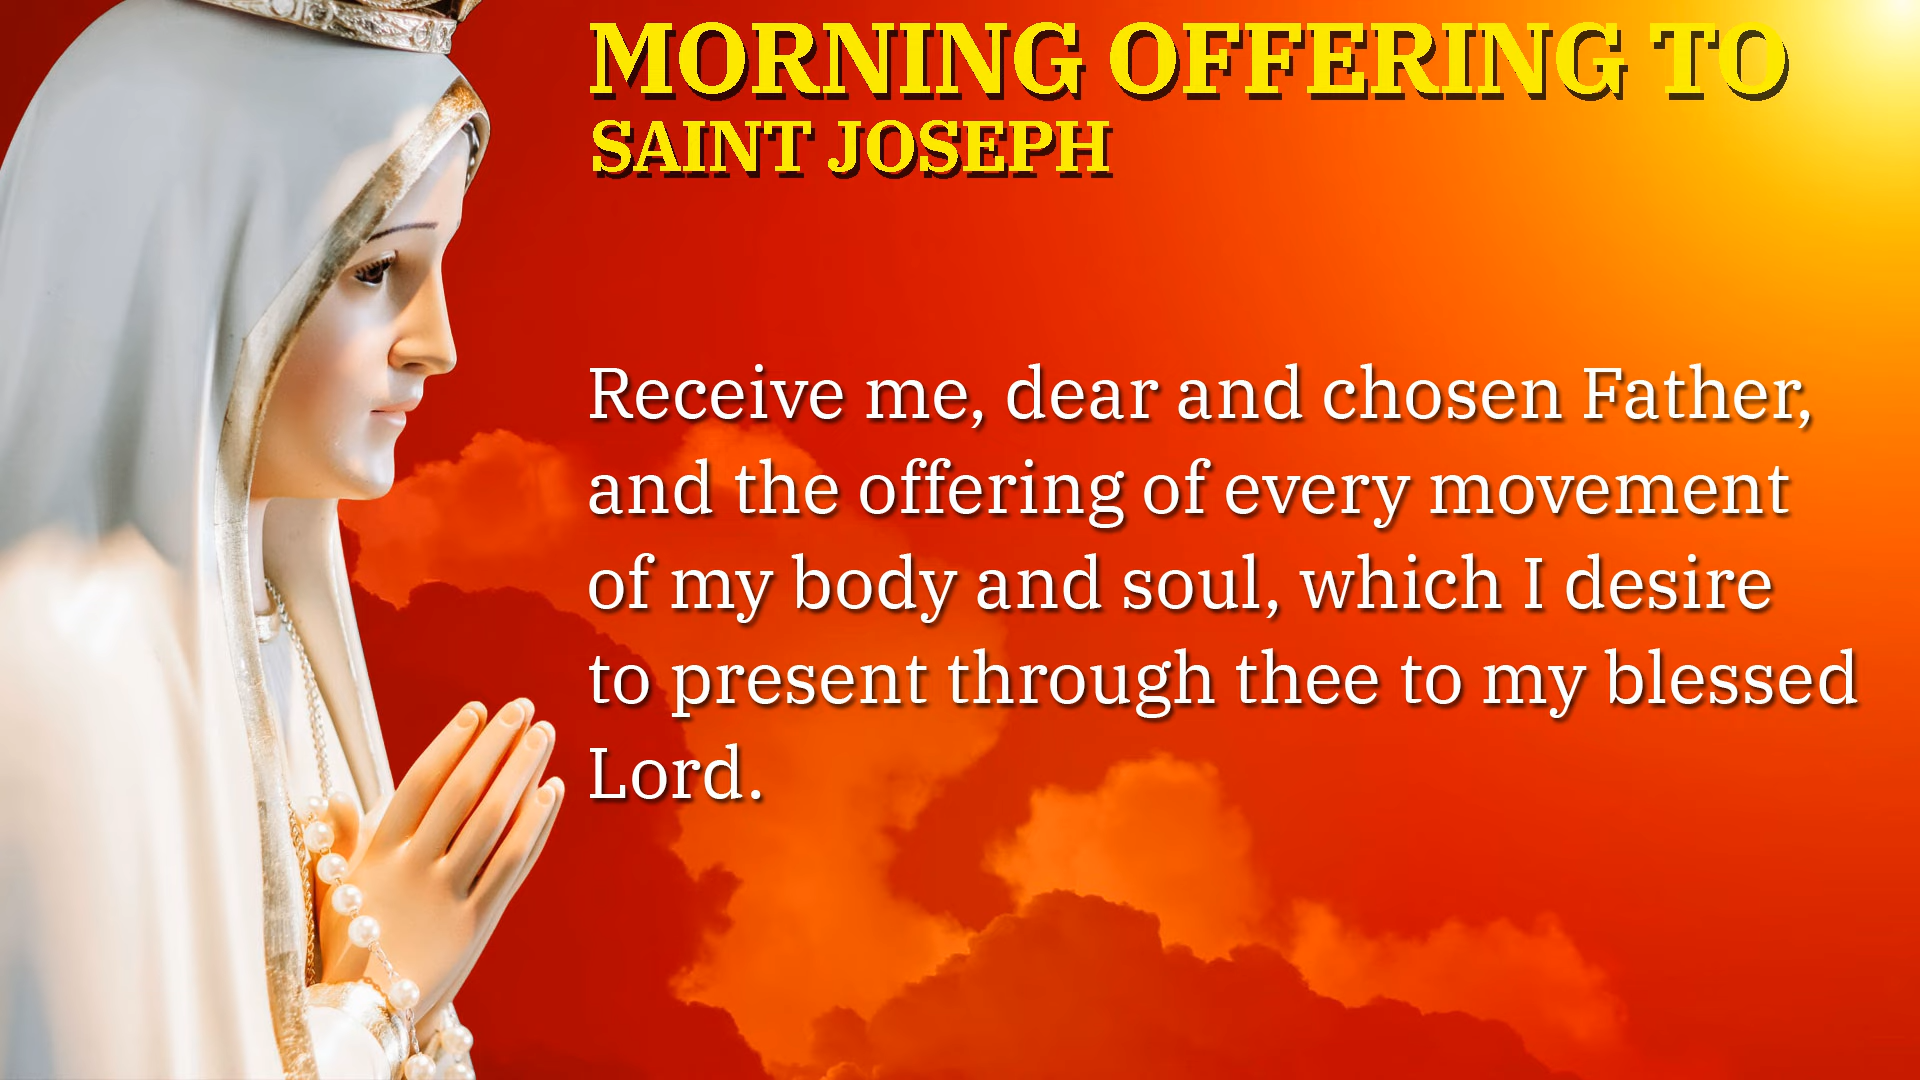 MORNING OFFERING TO
SAINT JOSEPH
Receive me, dear and chosen Father,
and the offering of every movement
of my body and soul, which I desire
to present through thee to my blessed
Lord.